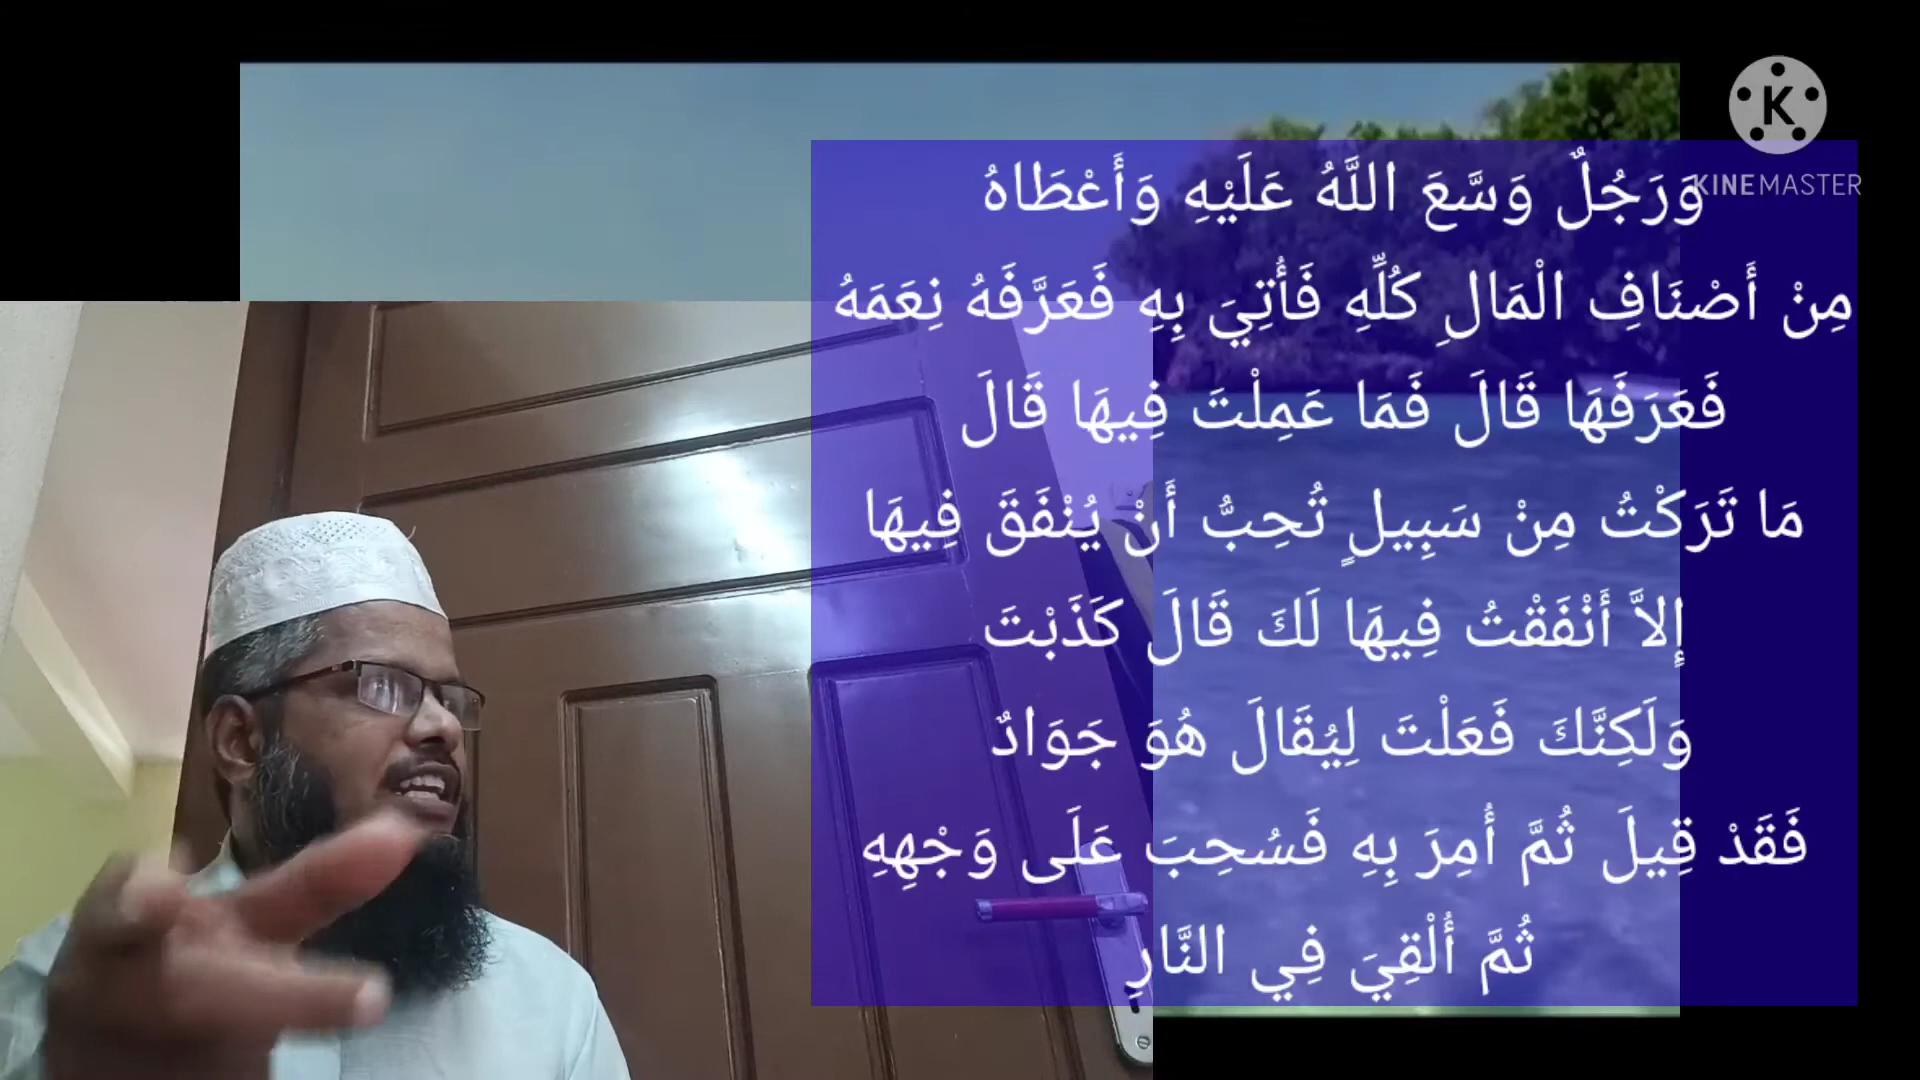 KINEMASTER
وَرَجُلٌ وَسَّعَ اللَّهُ عَلَيْهِ وَأَعْطَاهُ
مِنْ أَصْنَافِ الْمَالِ كُلِّهِ فَأُتِيَ بِهِ فَعَرَّفَهُ نِعَمَهُ
فَعَرَفَهَا قَالَ فَمَا عَمِلْتَ فِيهَا قَالَ
مَا تَرَكْتُ مِنْ سَبِيلٍ تُحِبُّ أَنْ يُنْفَقَ فِيهَا
إِلاَّ أَنْفَقْتُ فِيهَا لَكَ قَالَ كَذَبْتَ
وَلَكِنَّكَ فَعَلْتَ لِيُقَالَ هُوَ جَوَادٌ
فَقَدْ قِيلَ ثُمَّ أُمِرَ بِهِ فَسُحِبَ عَلَى وَجْهِهِ
ثُمَّ أُلْقِيَ فِي النَّارِ